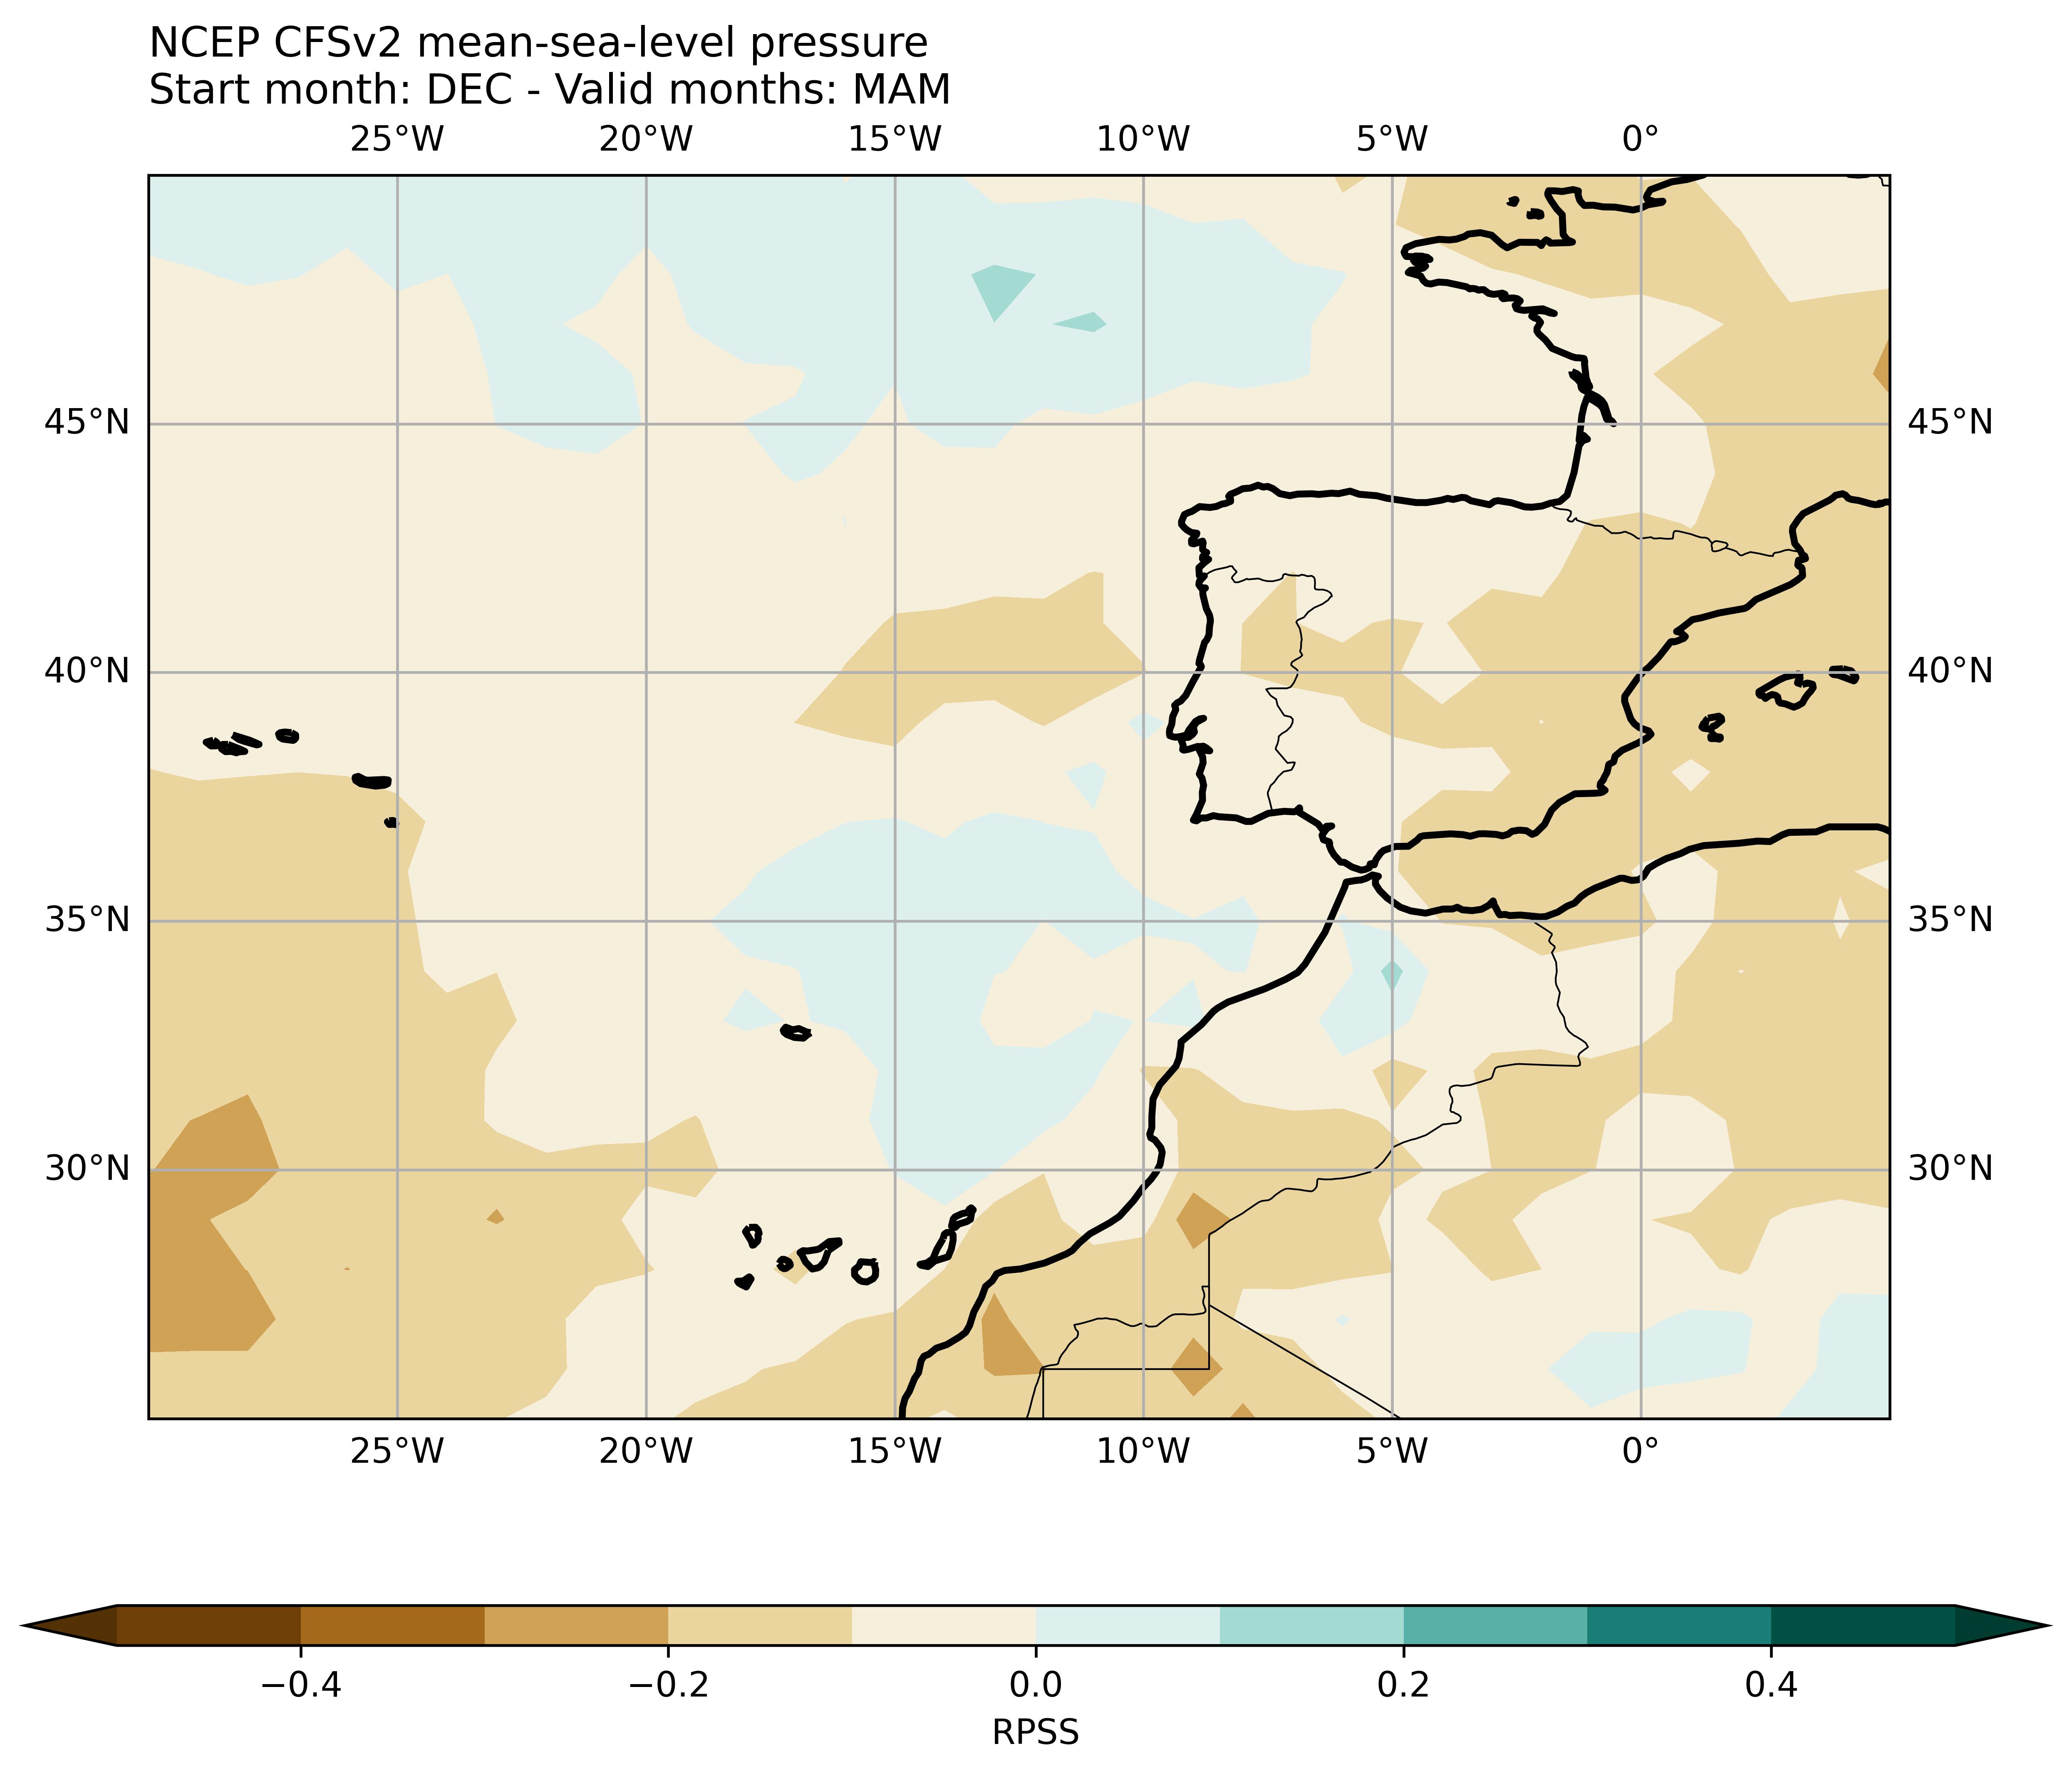 NCEP CFSv2 mean-sea-level pressure
Start month: DEC - Valid months: MAM
25°W 20°W 15°W 10°W 5°W 0°
45°N 45°N
40°N 40°N
35°N 35°N
30°N 30°N
25°W 20°W 15°W 10°W 5°W 0°
−0.4 −0.2 0.0 0.2 0.4
RPSS